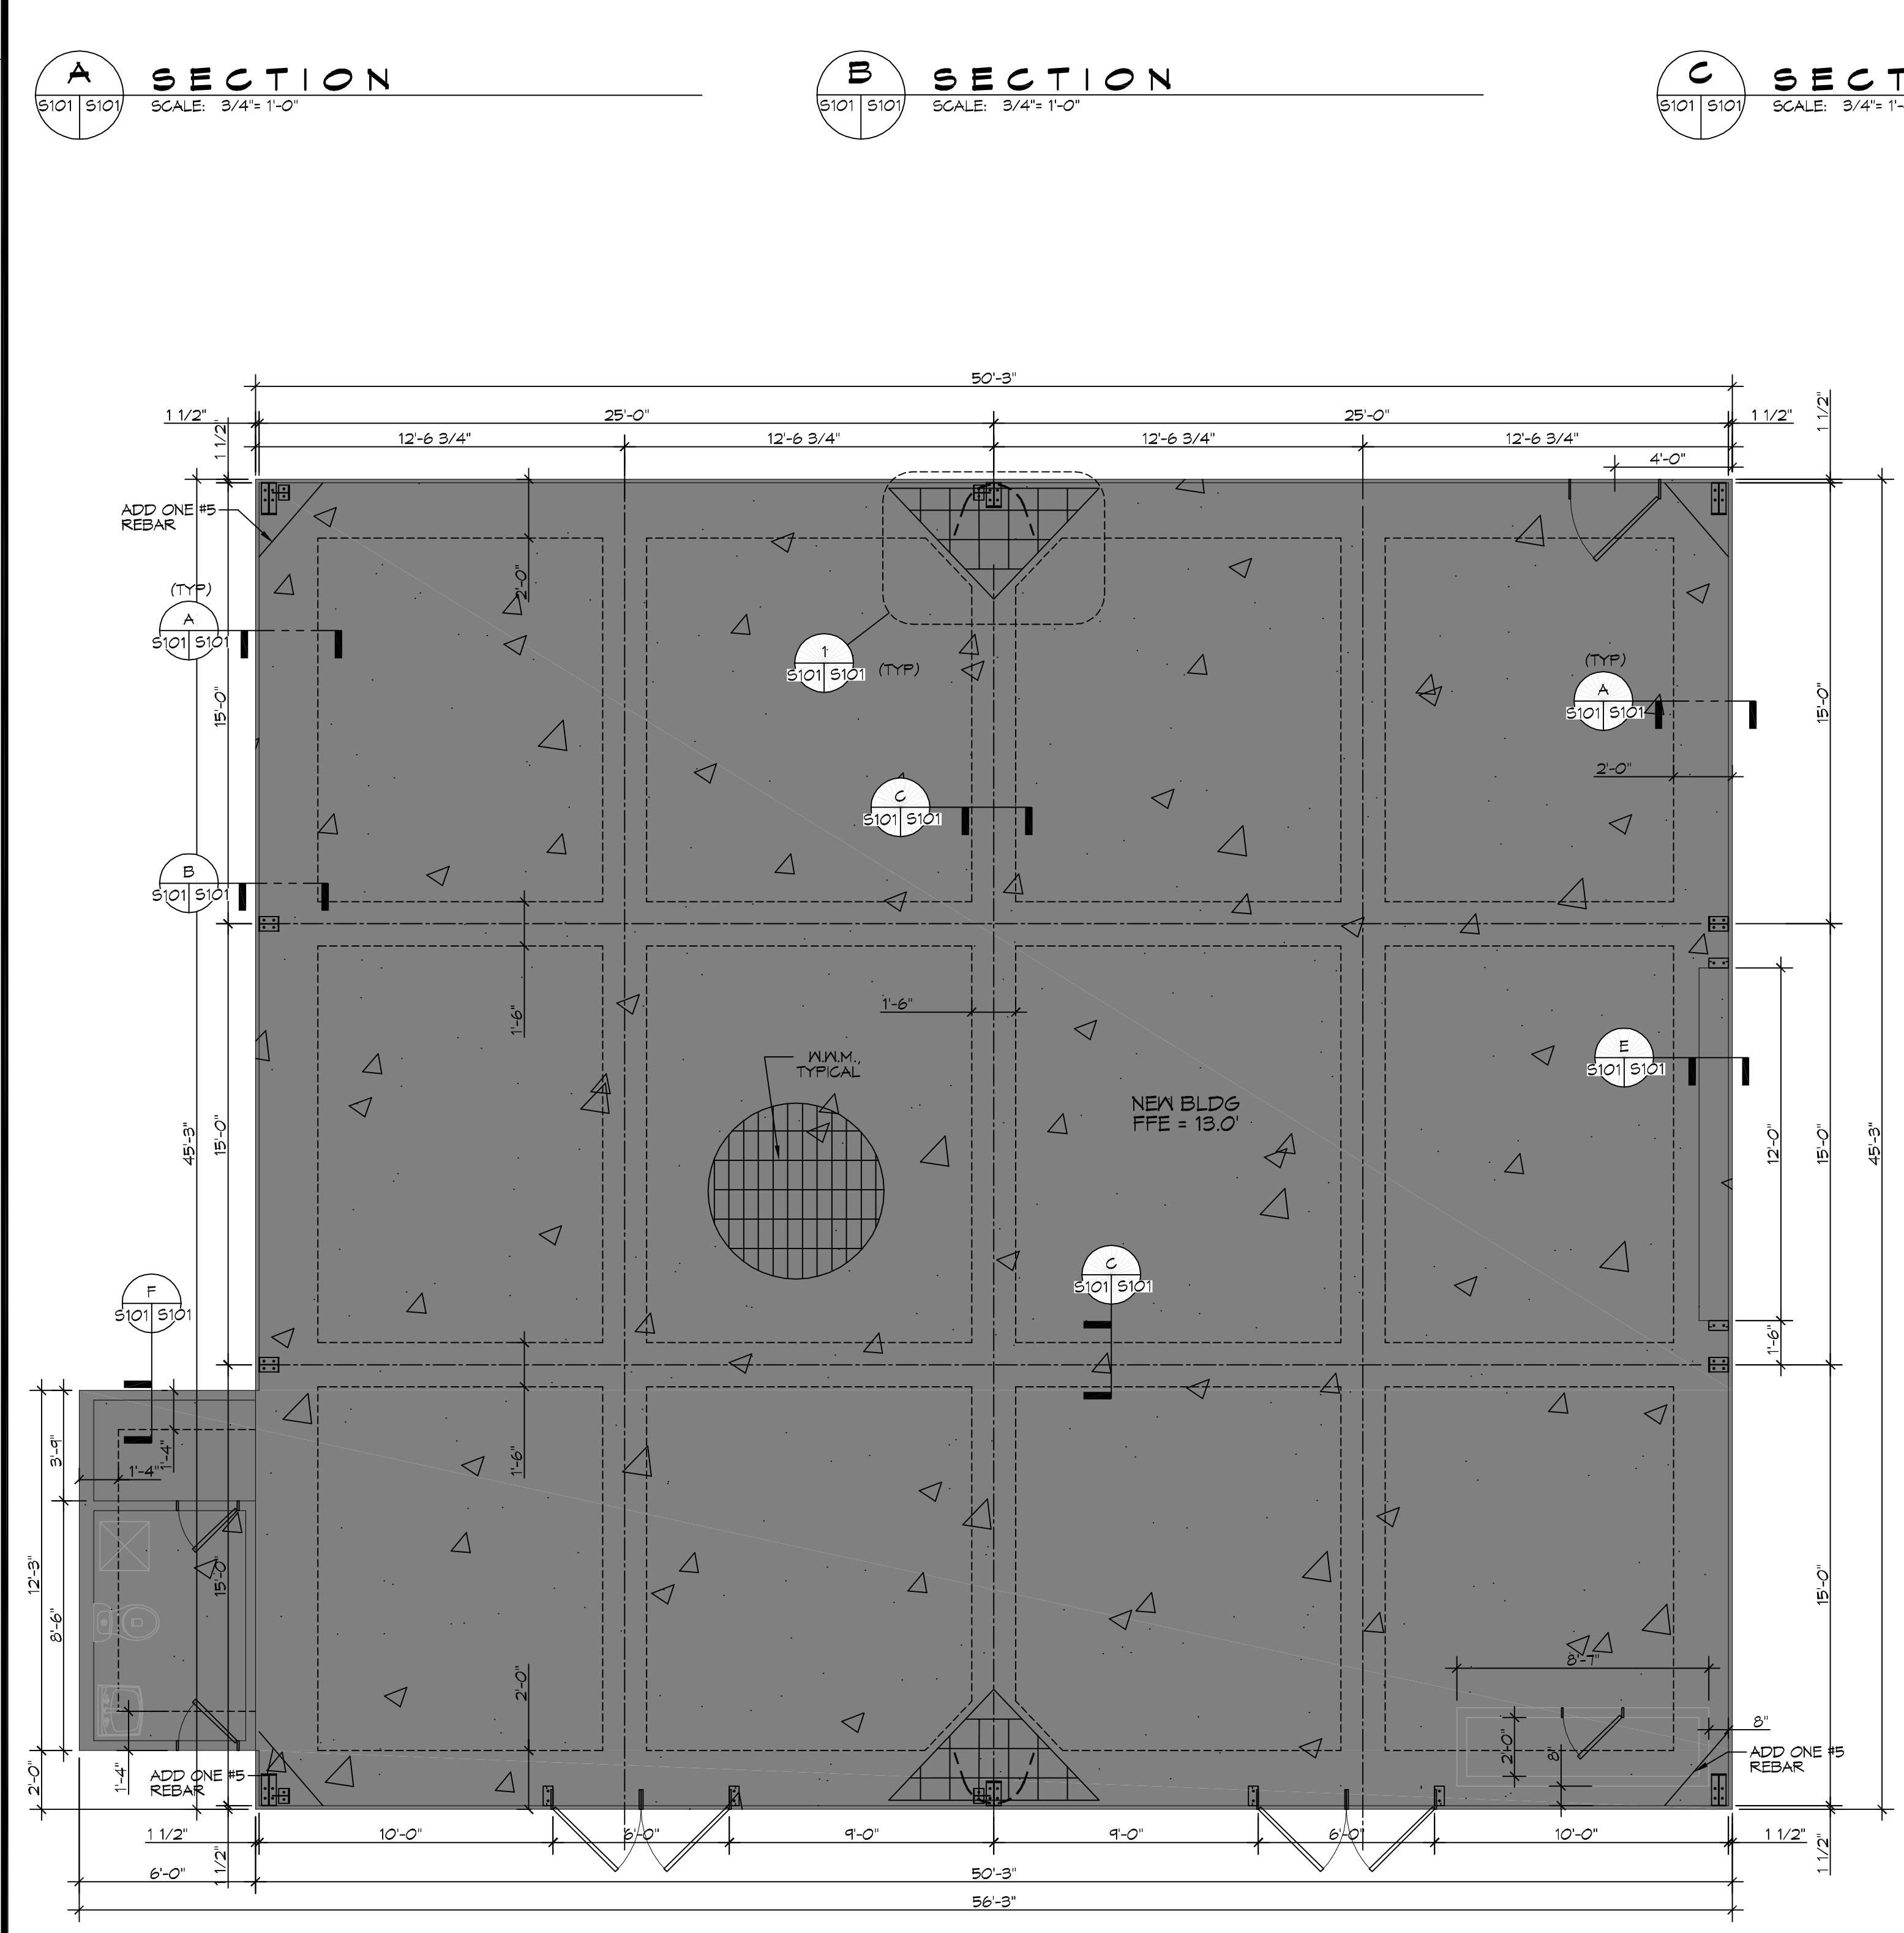 A
S101 S101
SECTION
SCALE: 3/4"= 1'-0"
B
S101 S101
SECTION
SCALE: 3/4"= 1'-0"
C
S101 S101
SECT
SCALE: 3/4"= 1'-
50'-3"
1 1/2"
25'-0"
25'-0"
1 1/2"
1 1/2"
1 1/2"
12'-6 3/4"
12'-6 3/4"
12'-6 3/4"
12'-6 3/4"
4'-0"
ADD ONE #5
REBAR
2'-0"
(TYP)
A
S101 S101
1
S101 S101
(TYP)
(TYP)
A
S101 S101
15'-0"
15'-0"
2'-0"
C
S101 S101
B
S101 S101
1'-6"
1'-6"
W.W.M.,
TYPICAL
E
S101 S101
NEW BLDG
FFE = 13.0'
45'-3"
15'-0"
12'-0"
15'-0"
45'-3"
C
S101 S101
F
S101 S101
1'-6"
3'-9"
1'-4"
1'-4"
1'-6"
12'-3"
8'-6"
15'-0"
15'-0"
2'-0"
8'-7"
8"
2'-0"
8"
ADD ONE #5
REBAR
2'-0"
1'-4"
ADD ONE #5
REBAR
1 1/2"
10'-0"
6'-0"
9'-0"
9'-0"
6'-0"
10'-0"
1 1/2"
1 1/2"
1 1/2"
6'-0"
50'-3"
56'-3"